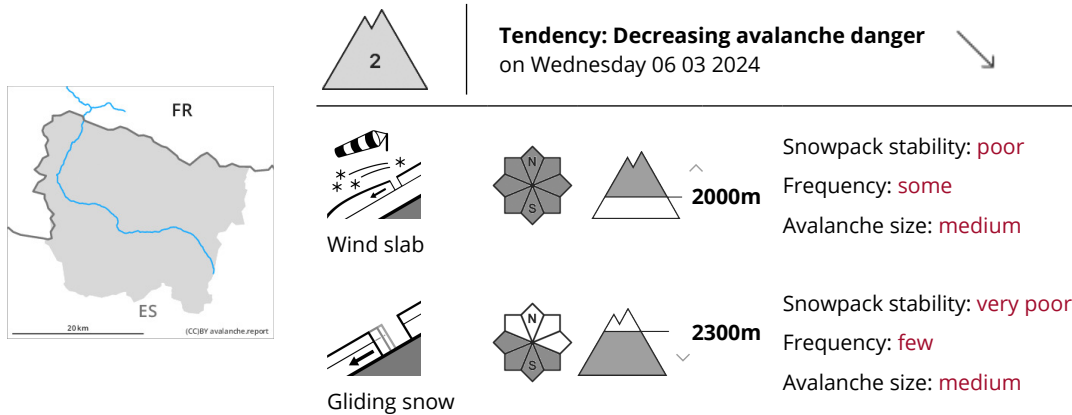 2
Tendency: Decreasing avalanche danger
on Wednesday 06 03 2024
FR
ES
20 km
(CC)BY avalanche.report
N
S
2000m
Snowpack stability: poor
Frequency: some
Avalanche size: medium
Wind slab
N
S
2300m
Snowpack stability: very poor
Frequency: few
Avalanche size: medium
Gliding snow